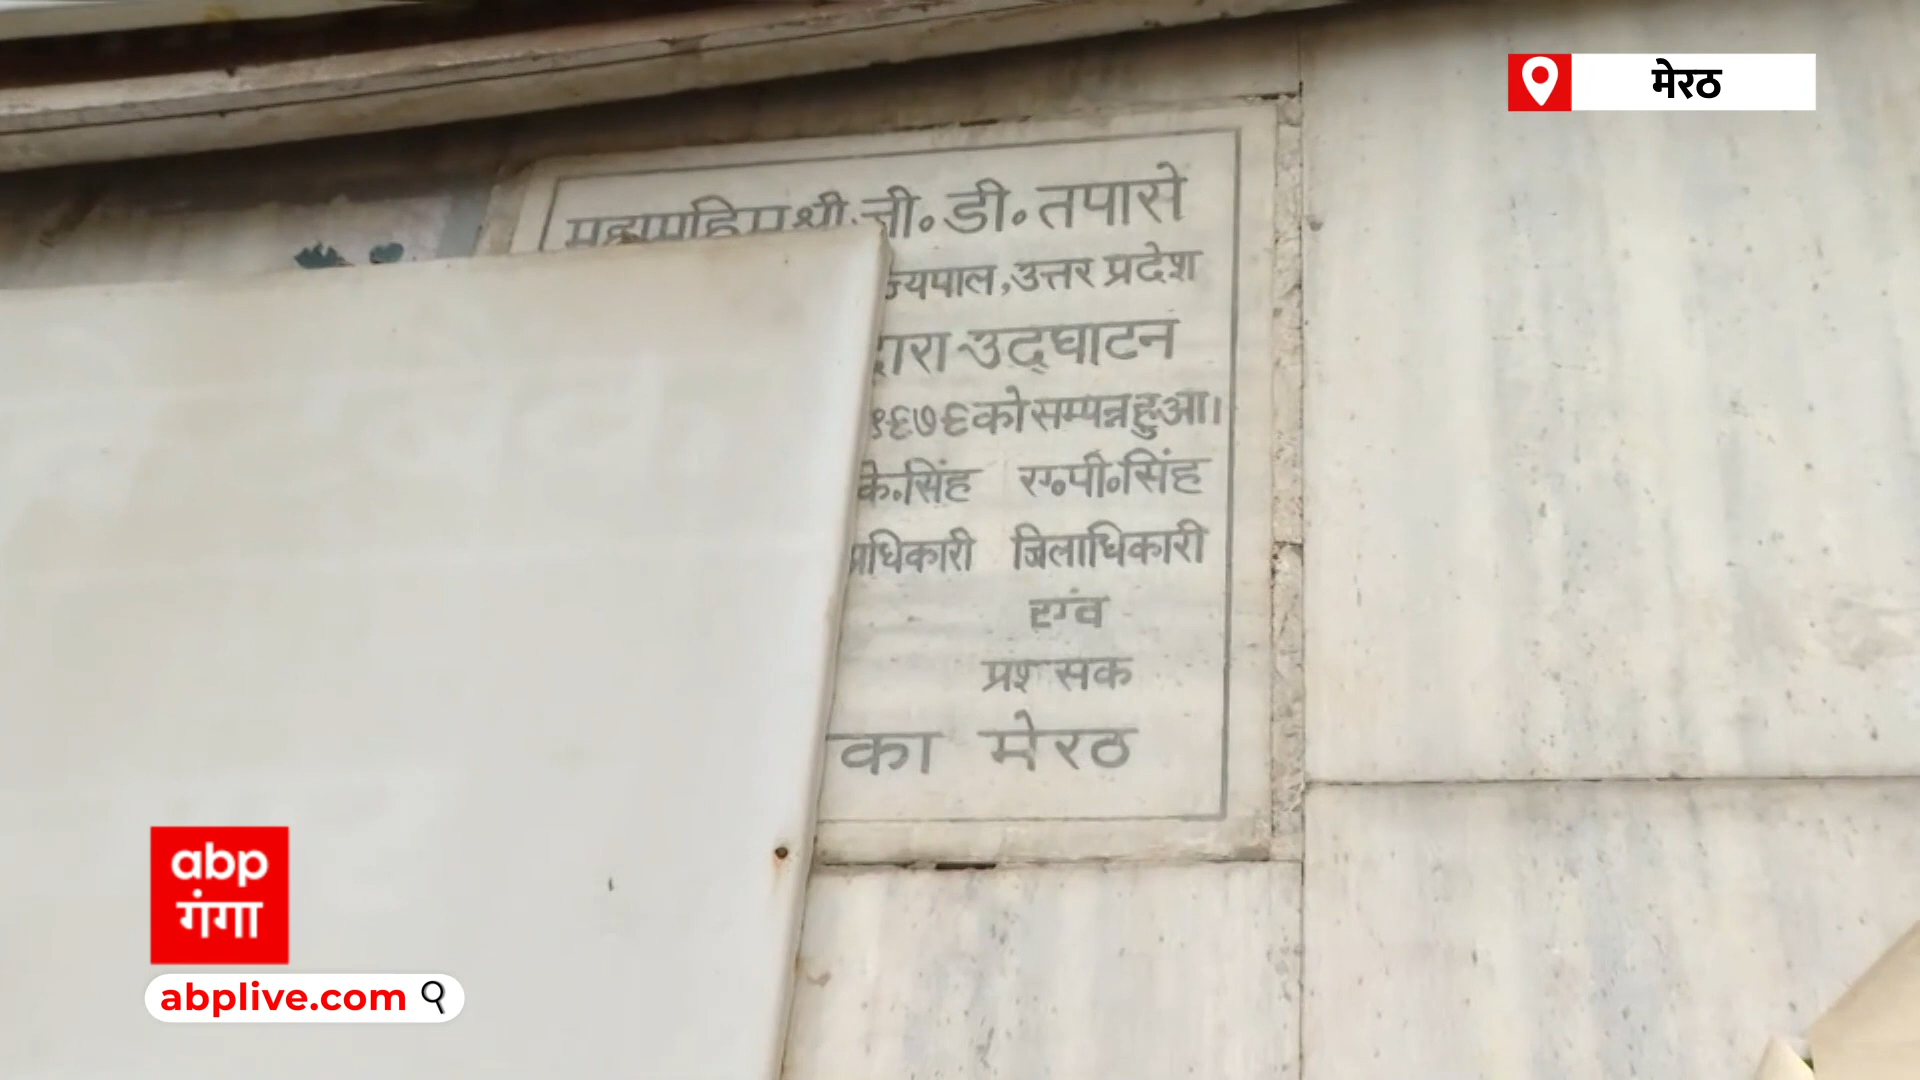 मेरठ
महामहिम श्री जी॰ डी॰ तपासे
ज्यपाल, उत्तर प्रदेश
द्वारा उद्घाटन
१९७९ को सम्पन्न हुआ।
के॰सिंह ए॰पी॰सिंह
धिकारी जिलाधिकारी
एवं
प्रशासक
का मेरठ
abp
गंगा
abplive.com